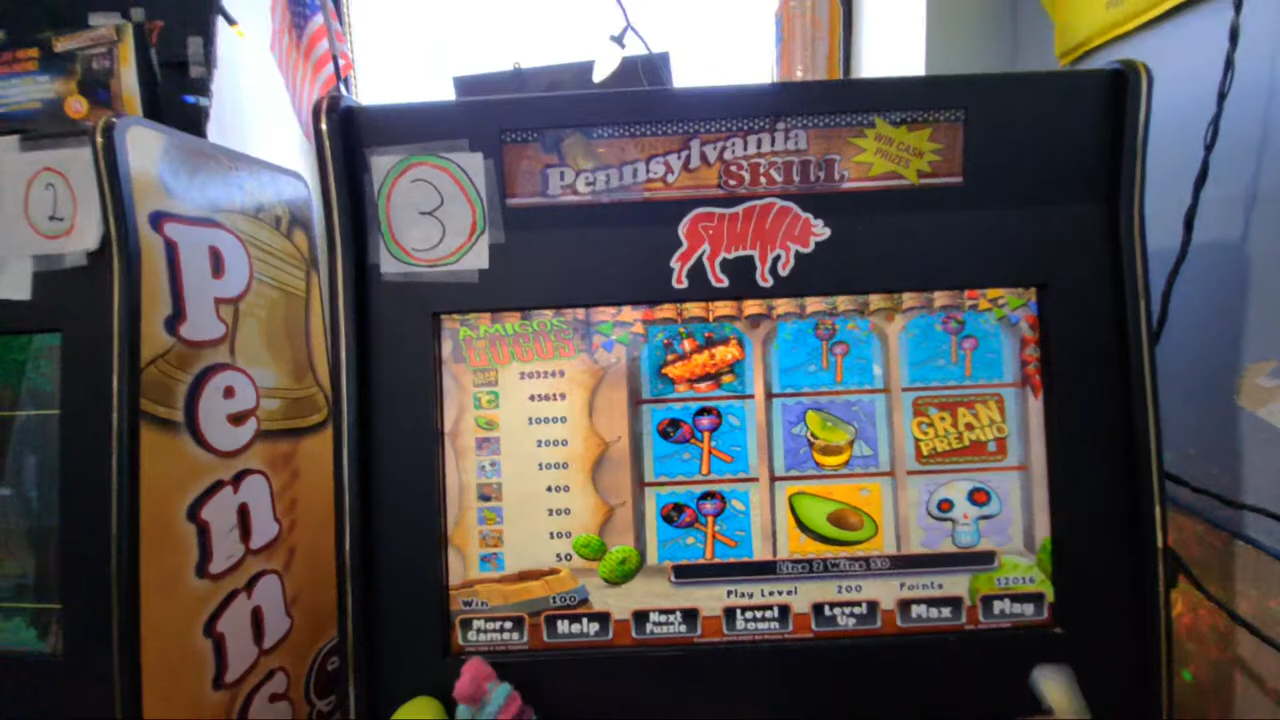 2
3
Penns
Pennsylvania
SKILL
WIN CASH
PRIZES
AMIGOS
LOCOS
203249
45619
10000
2000
1000
400
200
100
50
GRAN
PREMIO
Line 2 Wins 50
Win 100
Play Level 200 Points 32016
More
Games
Help
Next
Puzzle
Level
Down
Level
Up
Max
Play